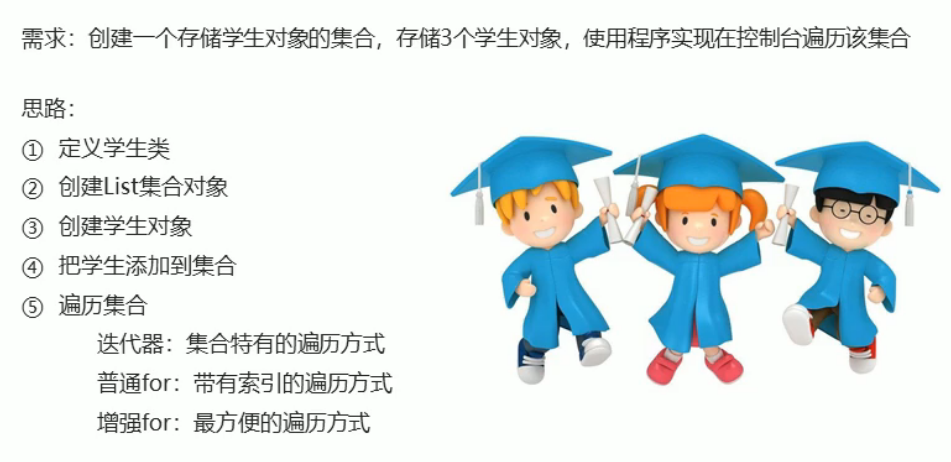 需求：创建一个存储学生对象的集合，存储3个学生对象，使用程序实现在控制台遍历该集合
思路：
① 定义学生类
② 创建List集合对象
③ 创建学生对象
④ 把学生添加到集合
⑤ 遍历集合
迭代器：集合特有的遍历方式
普通for：带有索引的遍历方式
增强for：最方便的遍历方式